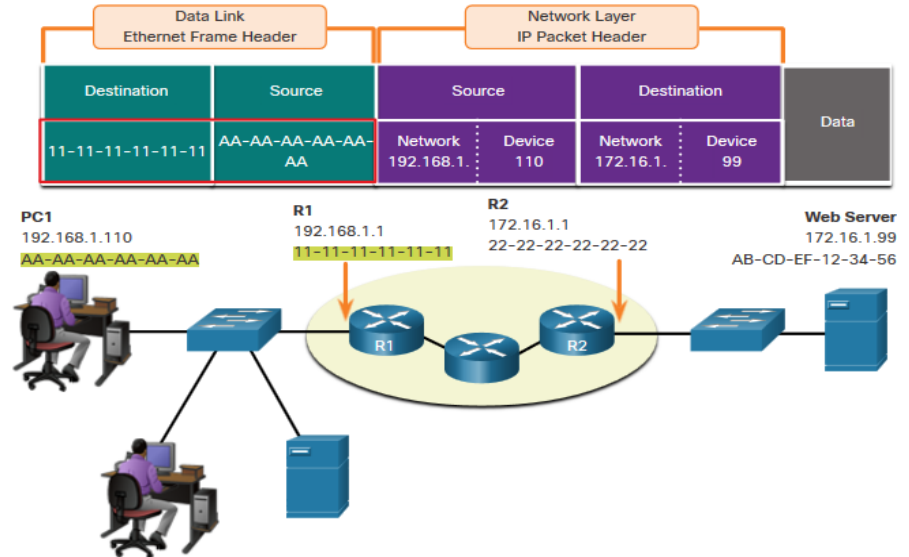 Data Link
Ethernet Frame Header
Network Layer
IP Packet Header
Destination
Source
Source
Destination
Data
11-11-11-11-11-11
AA-AA-AA-AA-AA-
AA
Network
192.168.1.
Device
110
Network
172.16.1.
Device
99
PC1
192.168.1.110
AA-AA-AA-AA-AA-AA
R1
192.168.1.1
11-11-11-11-11-11
R2
172.16.1.1
22-22-22-22-22-22
Web Server
172.16.1.99
AB-CD-EF-12-34-56
R1
R2